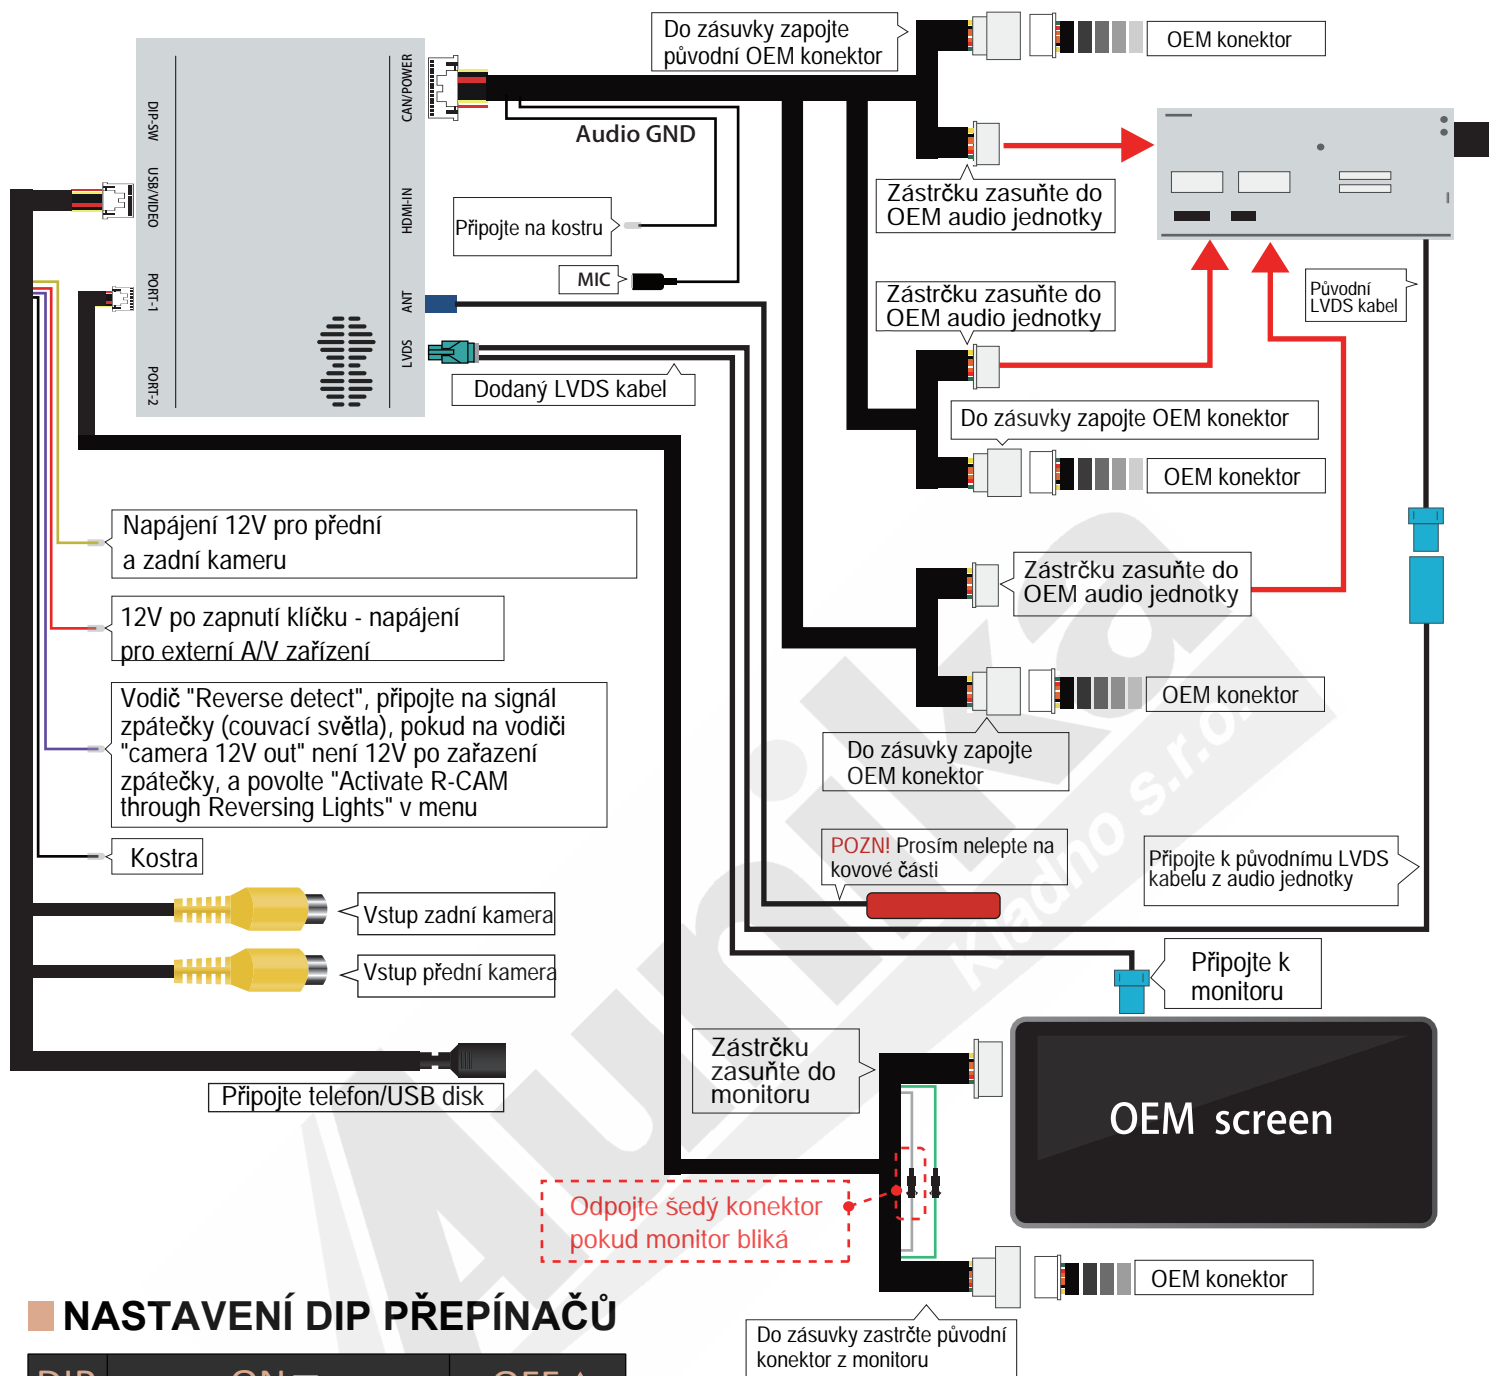 Do zásuvky zapojte
původní OEM konektor
OEM konektor
CAN/POWER
DIP-SW
USB/VIDEO
HDMI-IN
PORT-1
ANT
LVDS
PORT-2
Audio GND
Připojte na kostru
MIC
Zástrčku zasuňte do
OEM audio jednotky
Zástrčku zasuňte do
OEM audio jednotky
Původní
LVDS kabel
Dodaný LVDS kabel
Do zásuvky zapojte OEM konektor
OEM konektor
Napájení 12V pro přední
a zadní kameru
Zástrčku zasuňte do
OEM audio jednotky
12V po zapnutí klíčku - napájení
pro externí A/V zařízení
Vodič "Reverse detect", připojte na signál
zpátečky (couvací světla), pokud na vodiči
"camera 12V out" není 12V po zařazení
zpátečky, a povolte "Activate R-CAM
through Reversing Lights" v menu
OEM konektor
Do zásuvky zapojte
OEM konektor
Kostra
POZN! Prosím nelepte na
kovové části
Připojte k původnímu LVDS
kabelu z audio jednotky
Vstup zadní kamera
Vstup přední kamera
Připojte k
monitoru
Připojte telefon/USB disk
Zástrčku
zasuňte do
monitoru
OEM screen
Odpojte šedý konektor
pokud monitor bliká
OEM konektor
Do zásuvky zastrčte původní
konektor z monitoru
NASTAVENÍ DIP PŘEPÍNAČŮ
DIP ON OFF
Aunika
Kladno s.r.o.